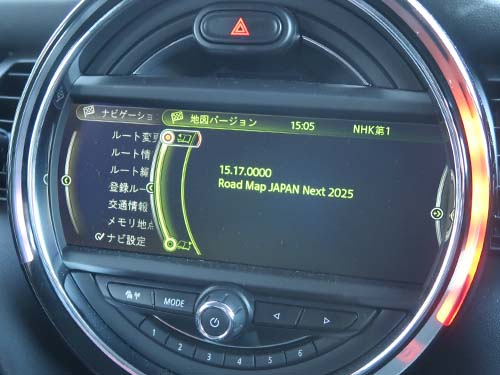 ナビゲーショ 地図バージョン 15:05 NHK第1
ルート変更
ルート情
ルート編
登録ルー
交通情報
メモリ地点
ナビ設定
15.17.0000
Road Map JAPAN Next 2025
MODE
1 2 3 4 5 6